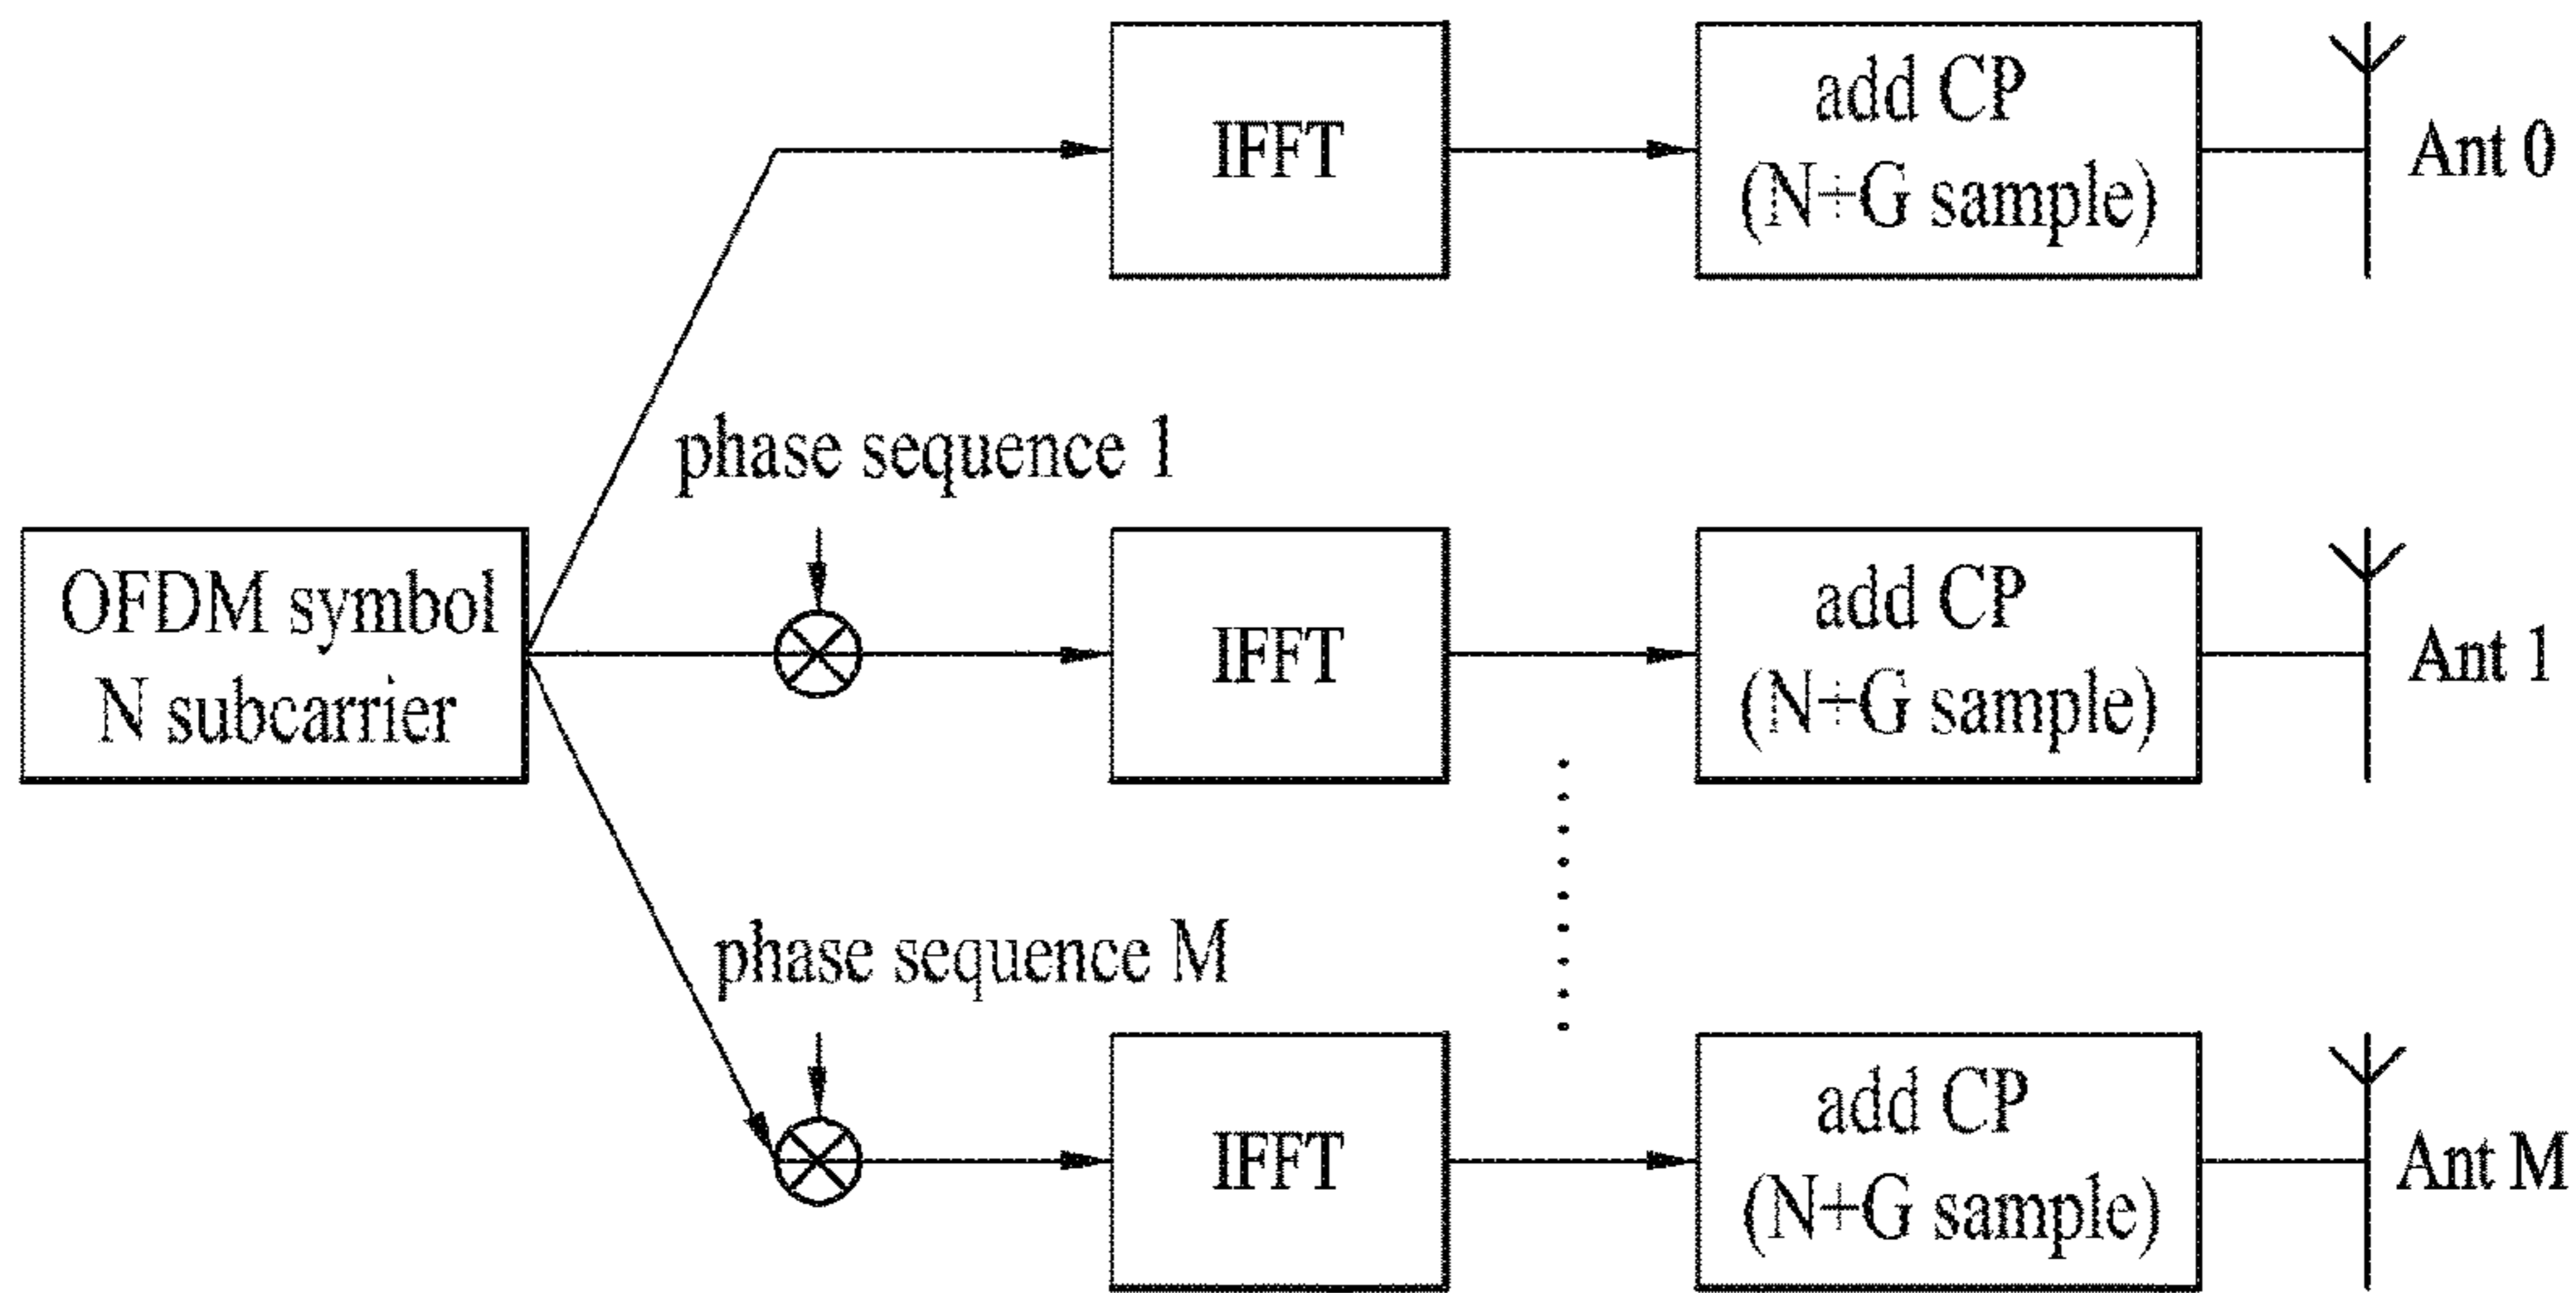 IFFT
add CP
(N+G sample)
Ant 0
phase sequence 1
OFDM symbol
N subcarrier
IFFT
add CP
(N+G sample)
Ant 1
phase sequence M
IFFT
add CP
(N+G sample)
Ant M